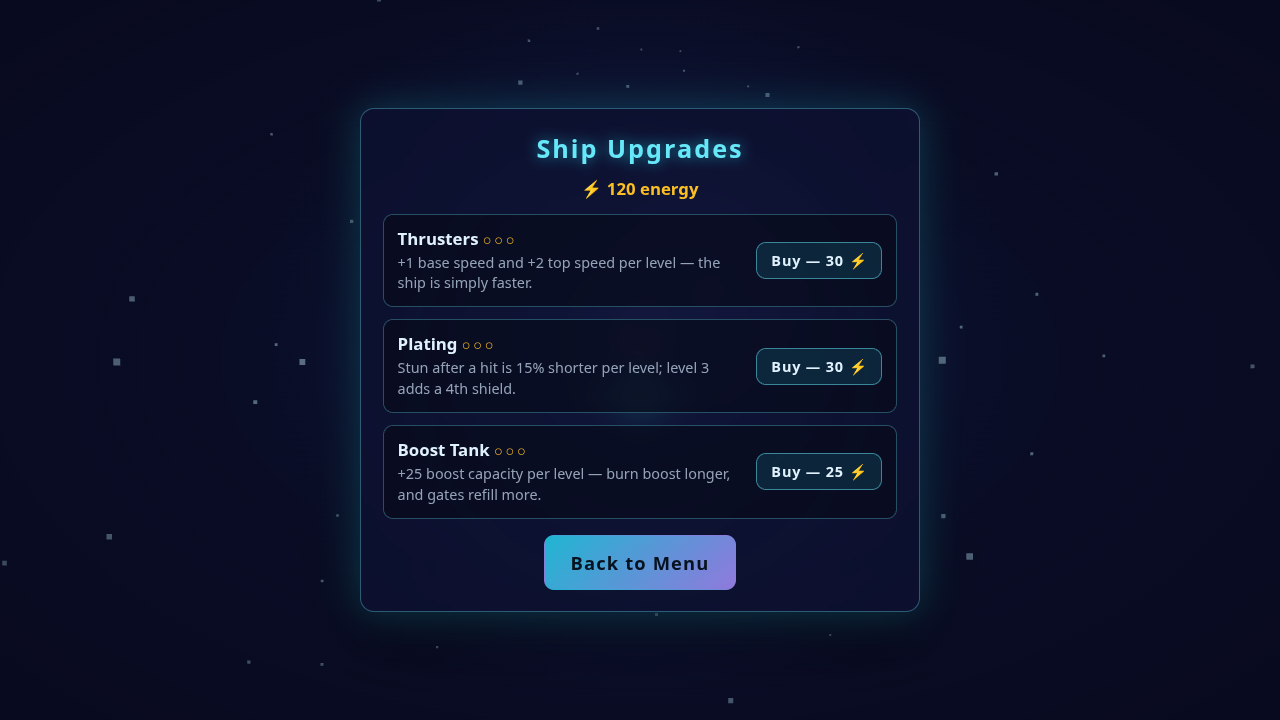 Ship Upgrades
⚡ 120 energy
Thrusters ○○○
+1 base speed and +2 top speed per level — the
ship is simply faster.
Buy — 30 ⚡
Plating ○○○
Stun after a hit is 15% shorter per level; level 3
adds a 4th shield.
Buy — 30 ⚡
Boost Tank ○○○
+25 boost capacity per level — burn boost longer,
and gates refill more.
Buy — 25 ⚡
Back to Menu